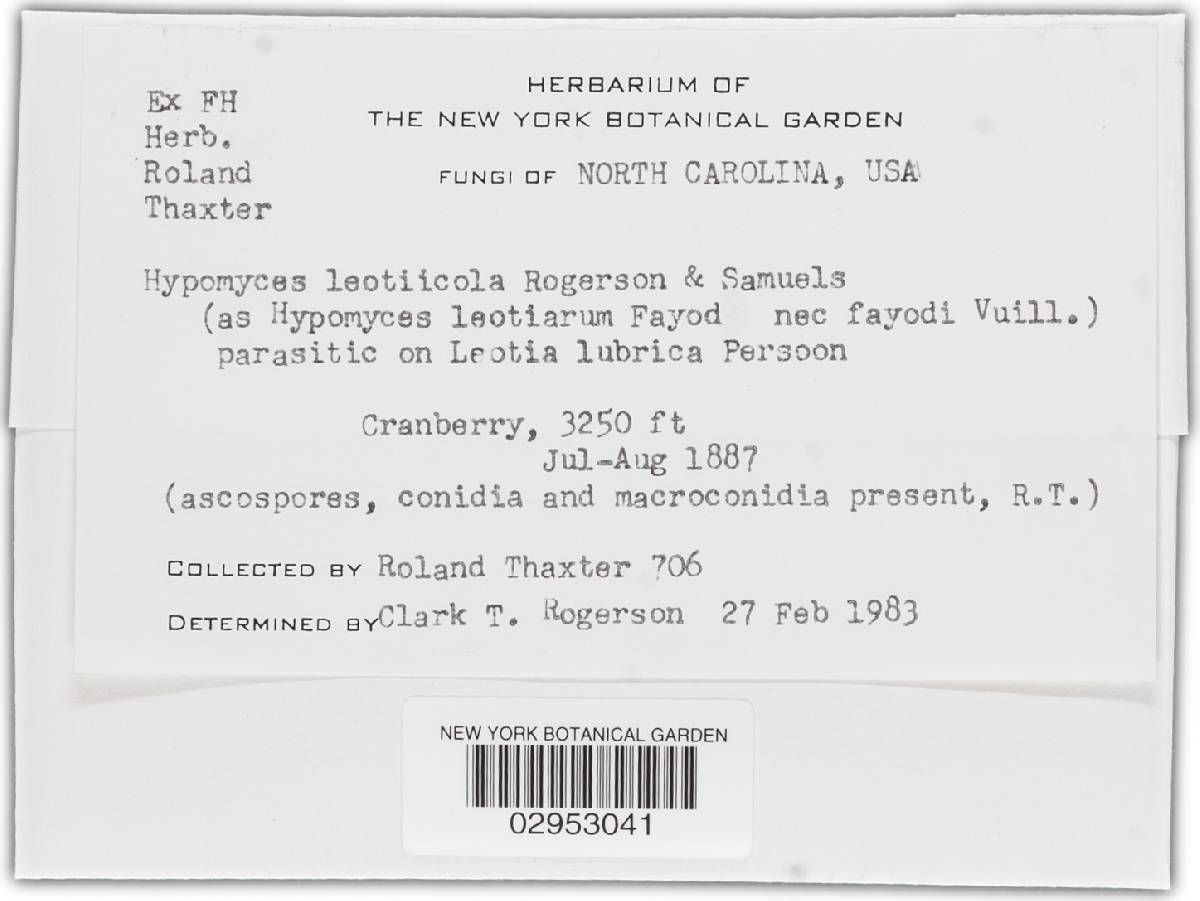 Ex FH
Herb.
Roland
Thaxter
HERBARIUM OF
THE NEW YORK BOTANICAL GARDEN
FUNGI OF NORTH CAROLINA, USA
Hypomyces leotiicola Rogerson & Samuels
(as Hypomyces leotiarum Fayod nec fayodi Vuill.)
parasitic on Leotia lubrica Persoon
Cranberry, 3250 ft
Jul-Aug 1887
(ascospores, conidia and macroconidia present, R.T.)
COLLECTED BY Roland Thaxter 706
DETERMINED BY Clark T. Rogerson 27 Feb 1983
NEW YORK BOTANICAL GARDEN
02953041